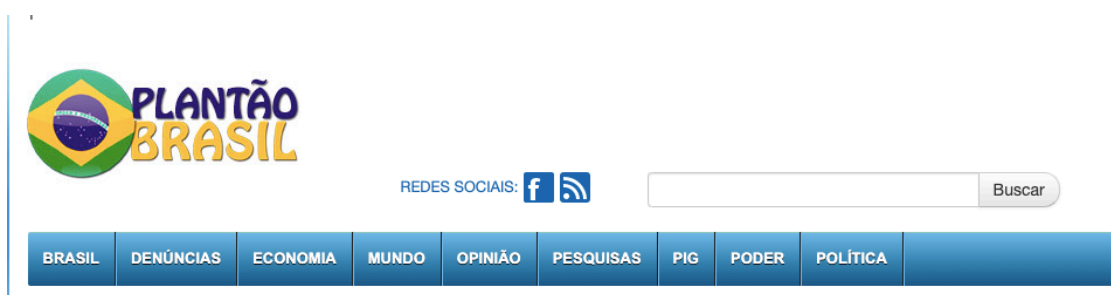 PLANTÃO
BRASIL
REDES SOCIAIS: Buscar
BRASIL DENÚNCIAS ECONOMIA MUNDO OPINIÃO PESQUISAS PIG PODER POLÍTICA